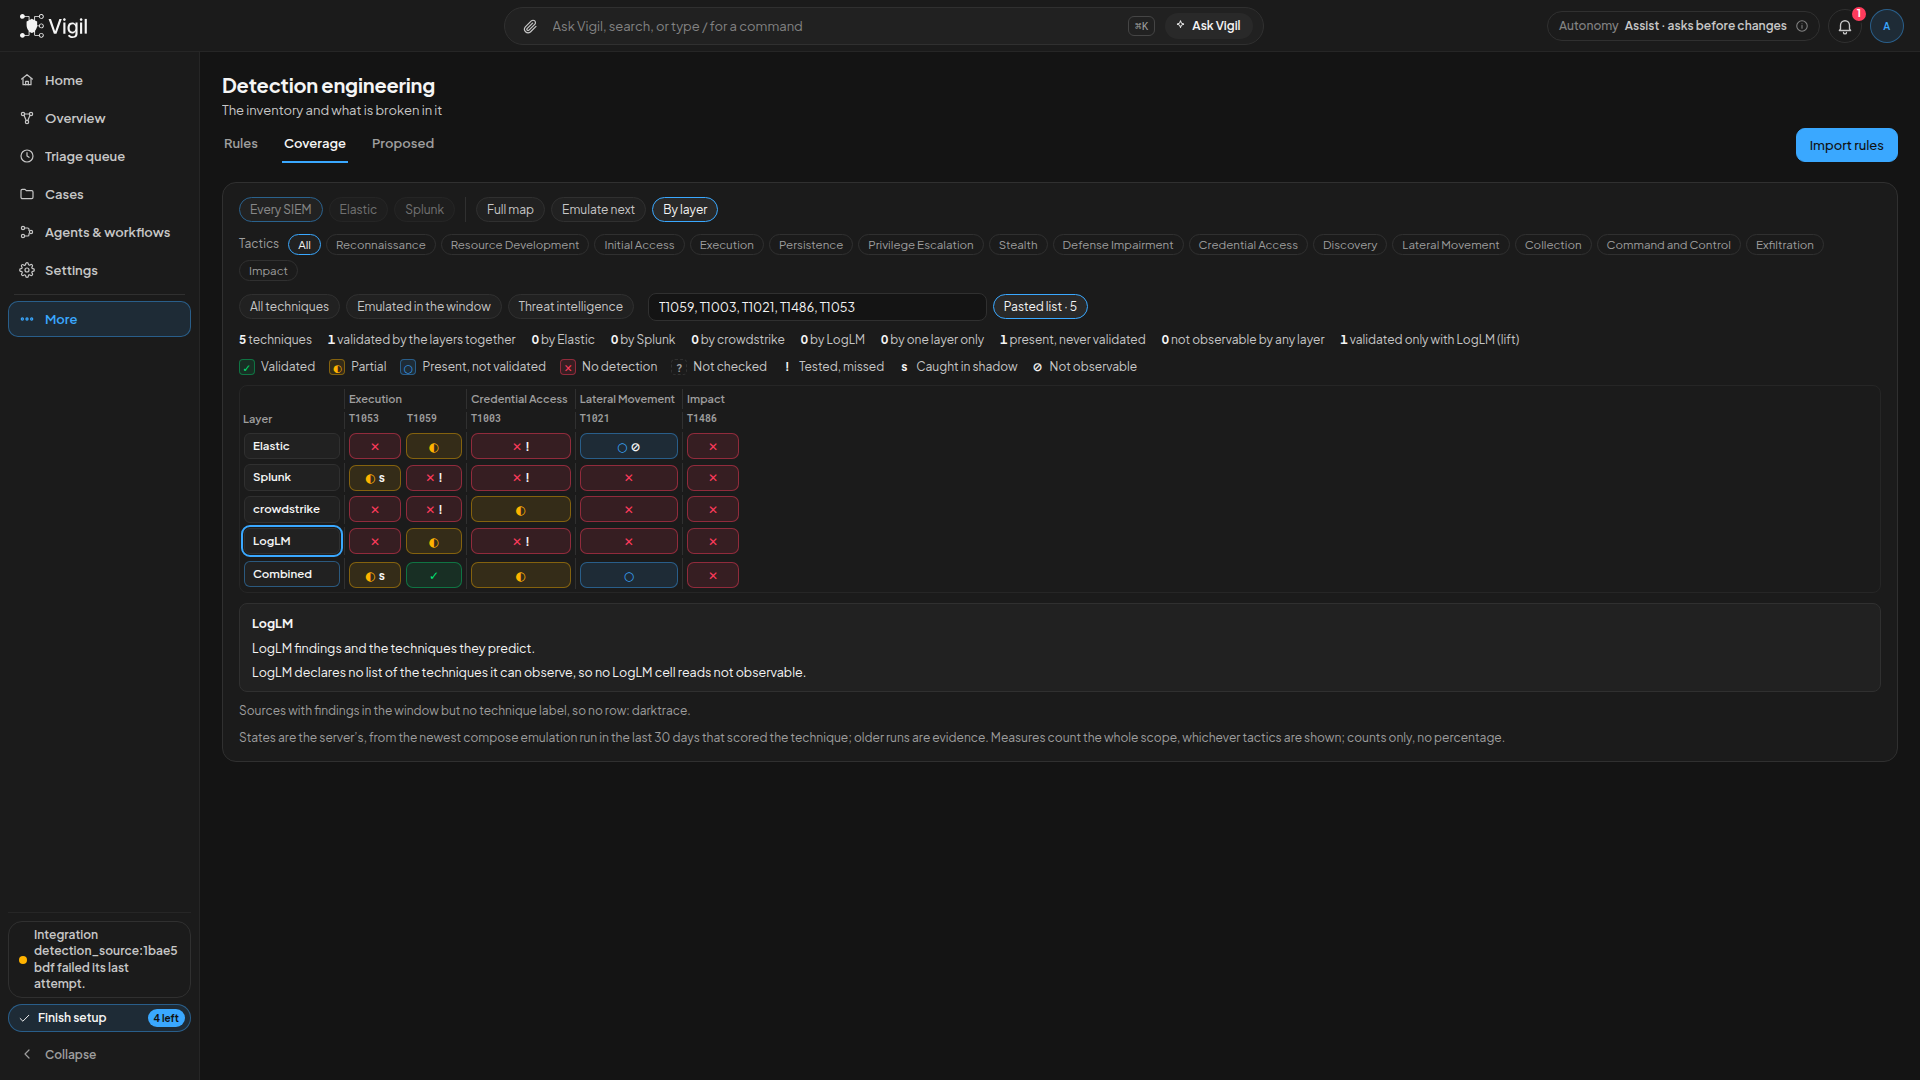 Vigil
Ask Vigil, search, or type / for a command
⌘K
Ask Vigil
Autonomy Assist · asks before changes
1
A
Home
Overview
Triage queue
Cases
Agents & workflows
Settings
More
Detection engineering
The inventory and what is broken in it
Rules Coverage Proposed
Import rules
Every SIEM Elastic Splunk Full map Emulate next By layer
Tactics All Reconnaissance Resource Development Initial Access Execution Persistence Privilege Escalation Stealth Defense Impairment Credential Access Discovery Lateral Movement Collection Command and Control Exfiltration
Impact
All techniques Emulated in the window Threat intelligence T1059, T1003, T1021, T1486, T1053 Pasted list · 5
5 techniques 1 validated by the layers together 0 by Elastic 0 by Splunk 0 by crowdstrike 0 by LogLM 0 by one layer only 1 present, never validated 0 not observable by any layer 1 validated only with LogLM (lift)
✓ Validated ◐ Partial ○ Present, not validated ✕ No detection ? Not checked ! Tested, missed s Caught in shadow ⊘ Not observable
Execution Credential Access Lateral Movement Impact
Layer T1053 T1059 T1003 T1021 T1486
Elastic ✕ ◐ ✕ ! ○ ⊘ ✕
Splunk ◐ s ✕ ! ✕ ! ✕ ✕
crowdstrike ✕ ✕ ! ◐ ✕ ✕
LogLM ✕ ◐ ✕ ! ✕ ✕
Combined ◐ s ✓ ◐ ○ ✕
LogLM
LogLM findings and the techniques they predict.
LogLM declares no list of the techniques it can observe, so no LogLM cell reads not observable.
Sources with findings in the window but no technique label, so no row: darktrace.
States are the server's, from the newest compose emulation run in the last 30 days that scored the technique; older runs are evidence. Measures count the whole scope, whichever tactics are shown; counts only, no percentage.
Integration
detection_source:1bae5
bdf failed its last
attempt.
Finish setup 4 left
Collapse